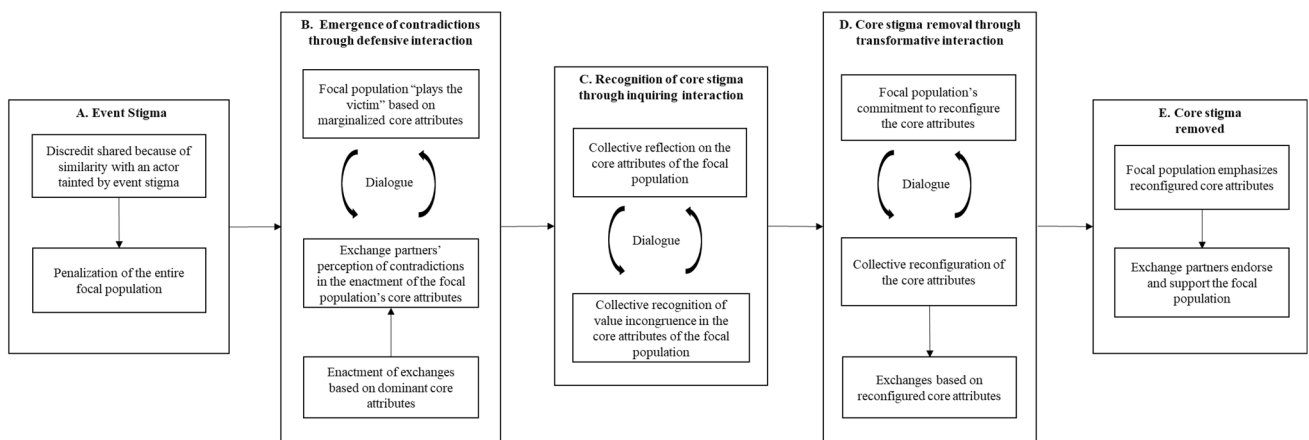 A. Event Stigma
Discredit shared because of
similarity with an actor
tainted by event stigma
Penalization of the entire
focal population
B. Emergence of contradictions
through defensive interaction
Focal population “plays the
victim” based on
marginalized core attributes
Dialogue
Exchange partners’
perception of contradictions
in the enactment of the focal
population’s core attributes
Enactment of exchanges
based on dominant core
attributes
C. Recognition of core stigma
through inquiring interaction
Collective reflection on the
core attributes of the focal
population
Dialogue
Collective recognition of
value incongruence in the
core attributes of the focal
population
D. Core stigma removal through
transformative interaction
Focal population’s
commitment to reconfigure
the core attributes
Dialogue
Collective reconfiguration of
the core attributes
Exchanges based on
reconfigured core attributes
E. Core stigma
removed
Focal population emphasizes
reconfigured core attributes
Exchange partners endorse
and support the focal
population